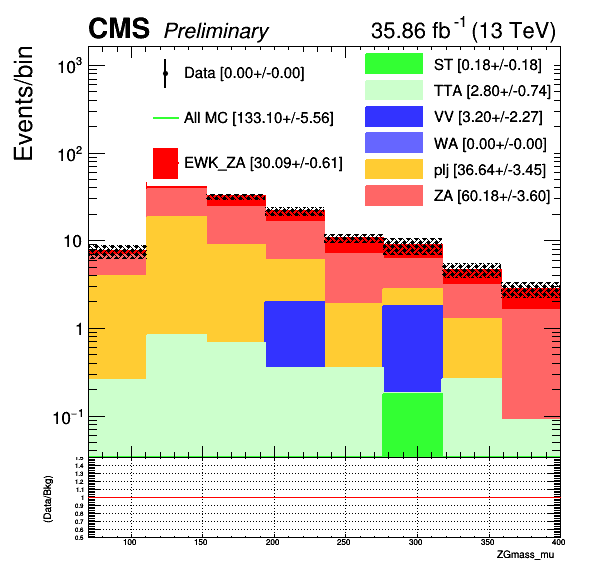 CMS Preliminary 35.86 fb⁻¹ (13 TeV)
Events/bin
10³
10²
10
1
10⁻¹
Data [0.00+/-0.00]
All MC [133.10+/-5.56]
EWK_ZA [30.09+/-0.61]
ST [0.18+/-0.18]
TTA [2.80+/-0.74]
VV [3.20+/-2.27]
WA [0.00+/-0.00]
plj [36.64+/-3.45]
ZA [60.18+/-3.60]
(Data/Bkg)
1.5
1.4
1.3
1.2
1.1
1
0.9
0.8
0.7
0.6
0.5
100 150 200 250 300 350 400
ZGmass_mu